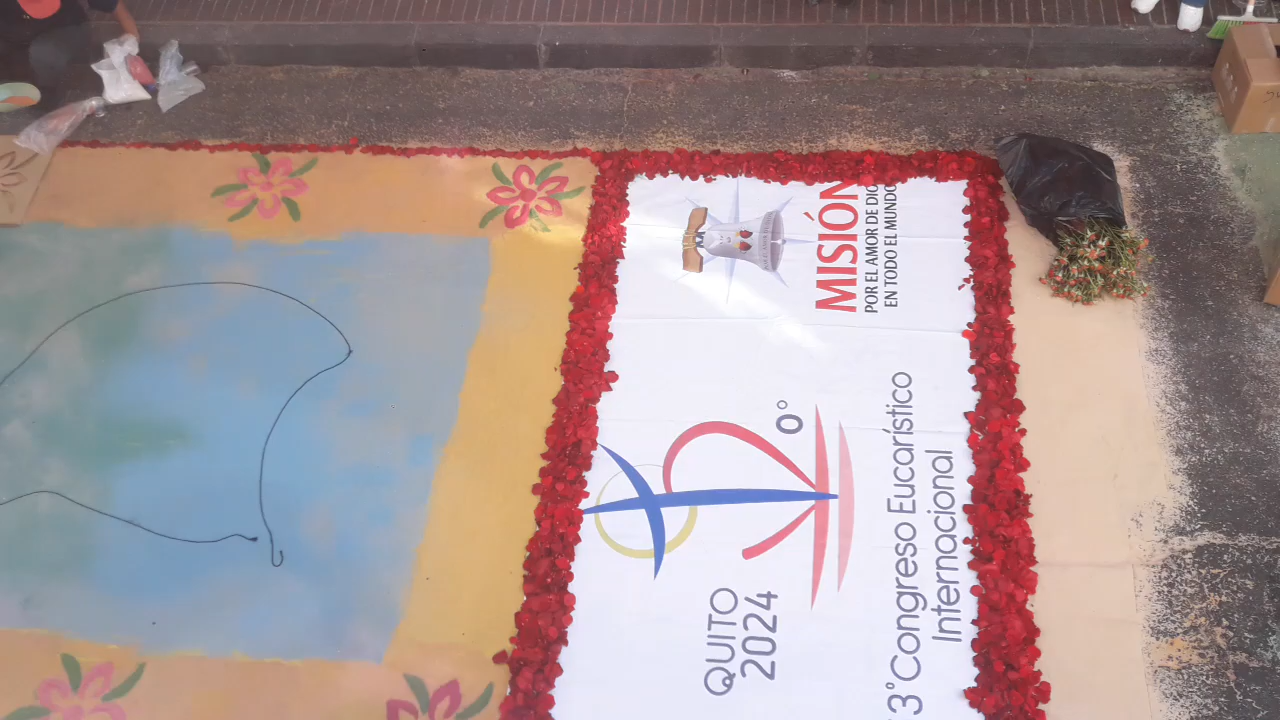 MISIÓN
POR EL AMOR DE DIO
EN TODO EL MUNDO
0°
QUITO
2024
3° Congreso Eucarístico
Internacional